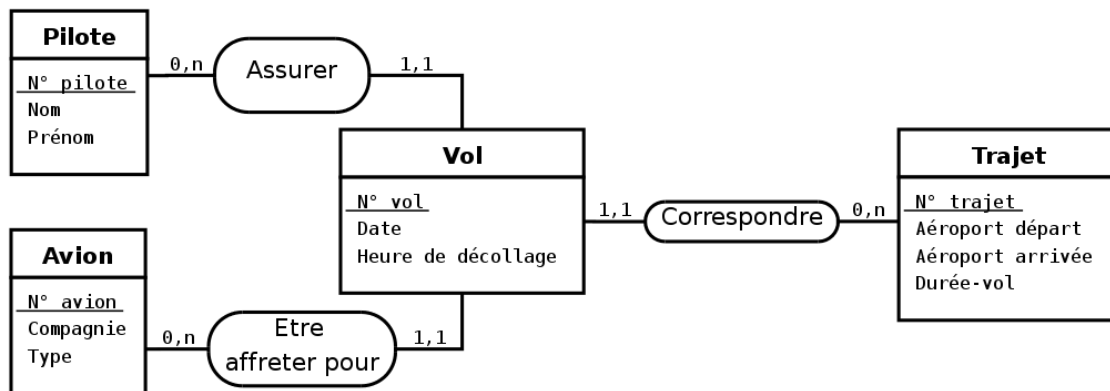 Pilote
N° pilote
Nom
Prénom
0,n
Assurer
1,1
Vol
N° vol
Date
Heure de décollage
1,1
Correspondre
0,n
Trajet
N° trajet
Aéroport départ
Aéroport arrivée
Durée-vol
Avion
N° avion
Compagnie
Type
0,n
Etre
affreter pour
1,1